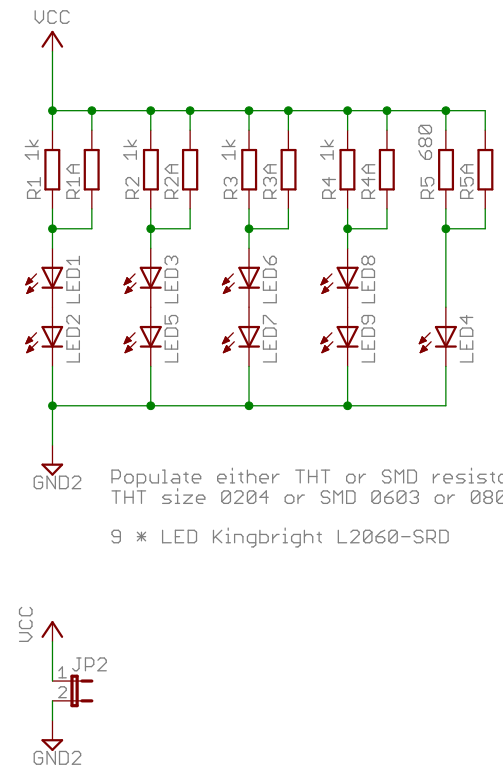 VCC
R1 1k
R1A
R2 1k
R2A
R3 1k
R3A
R4 1k
R4A
R5 680
R5A
LED1
LED3
LED6
LED8
LED2
LED5
LED7
LED9
LED4
GND2
Populate either THT or SMD resisto
THT size 0204 or SMD 0603 or 080
9 * LED Kingbright L2060-SRD
VCC
JP2
1
2
GND2